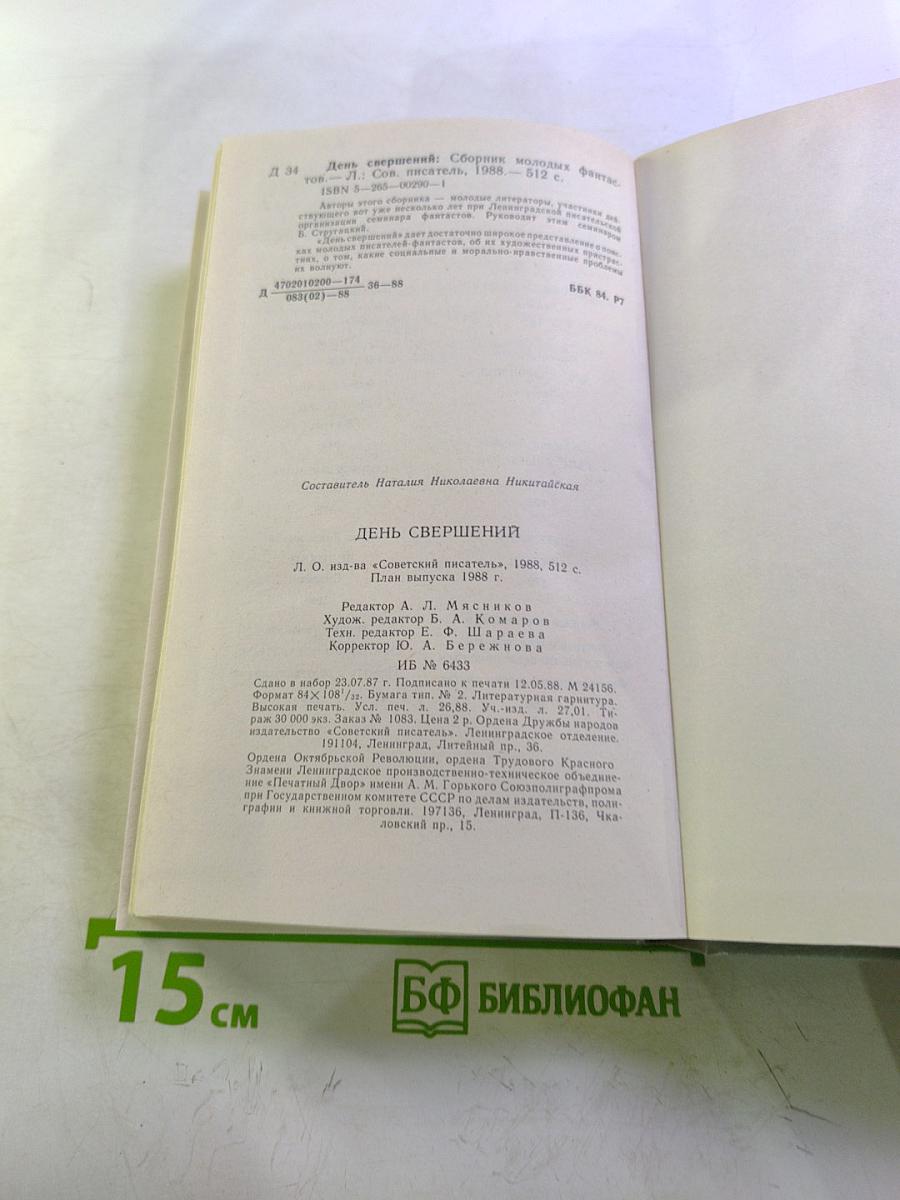 Д 34 День свершений: Сборник молодых фантас-
тов.— Л.: Сов. писатель, 1988.— 512 с.
ISBN 5—265—00290—1
Авторы этого сборника — молодые литераторы, участники дей-
ствующего вот уже несколько лет при Ленинградской писательской
организации семинара фантастов. Руководит этим семинаром
Б. Стругацкий.
«День свершений» дает достаточно широкое представление о поис-
ках молодых писателей-фантастов, об их художественных пристрас-
тиях, о том, какие социальные и морально-нравственные проблемы
их волнуют.
Д 4702010200—174 36—88
083(02)—88
ББК 84. Р7
Составитель Наталия Николаевна Никитайская
ДЕНЬ СВЕРШЕНИЙ
Л. О. изд-ва «Советский писатель», 1988, 512 с.
План выпуска 1988 г.
Редактор А. Л. Мясников
Худож. редактор Б. А. Комаров
Техн. редактор Е. Ф. Шараева
Корректор Ю. А. Бережнова
ИБ № 6433
Сдано в набор 23.07.87 г. Подписано к печати 12.05.88. М 24156.
Формат 84×108¹/₃₂. Бумага тип. № 2. Литературная гарнитура.
Высокая печать. Усл. печ. л. 26,88. Уч.-изд. л. 27,01. Ти-
раж 30 000 экз. Заказ № 1083. Цена 2 р. Ордена Дружбы народов
издательство «Советский писатель». Ленинградское отделение.
191104, Ленинград, Литейный пр., 36.
Ордена Октябрьской Революции, ордена Трудового Красного
Знамени Ленинградское производственно-техническое объедине-
ние «Печатный Двор» имени А. М. Горького Союзполиграфпрома
при Государственном комитете СССР по делам издательств, поли-
графии и книжной торговли. 197136, Ленинград, П-136, Чка-
ловский пр., 15.
15 см
БФ БИБЛИОФАН